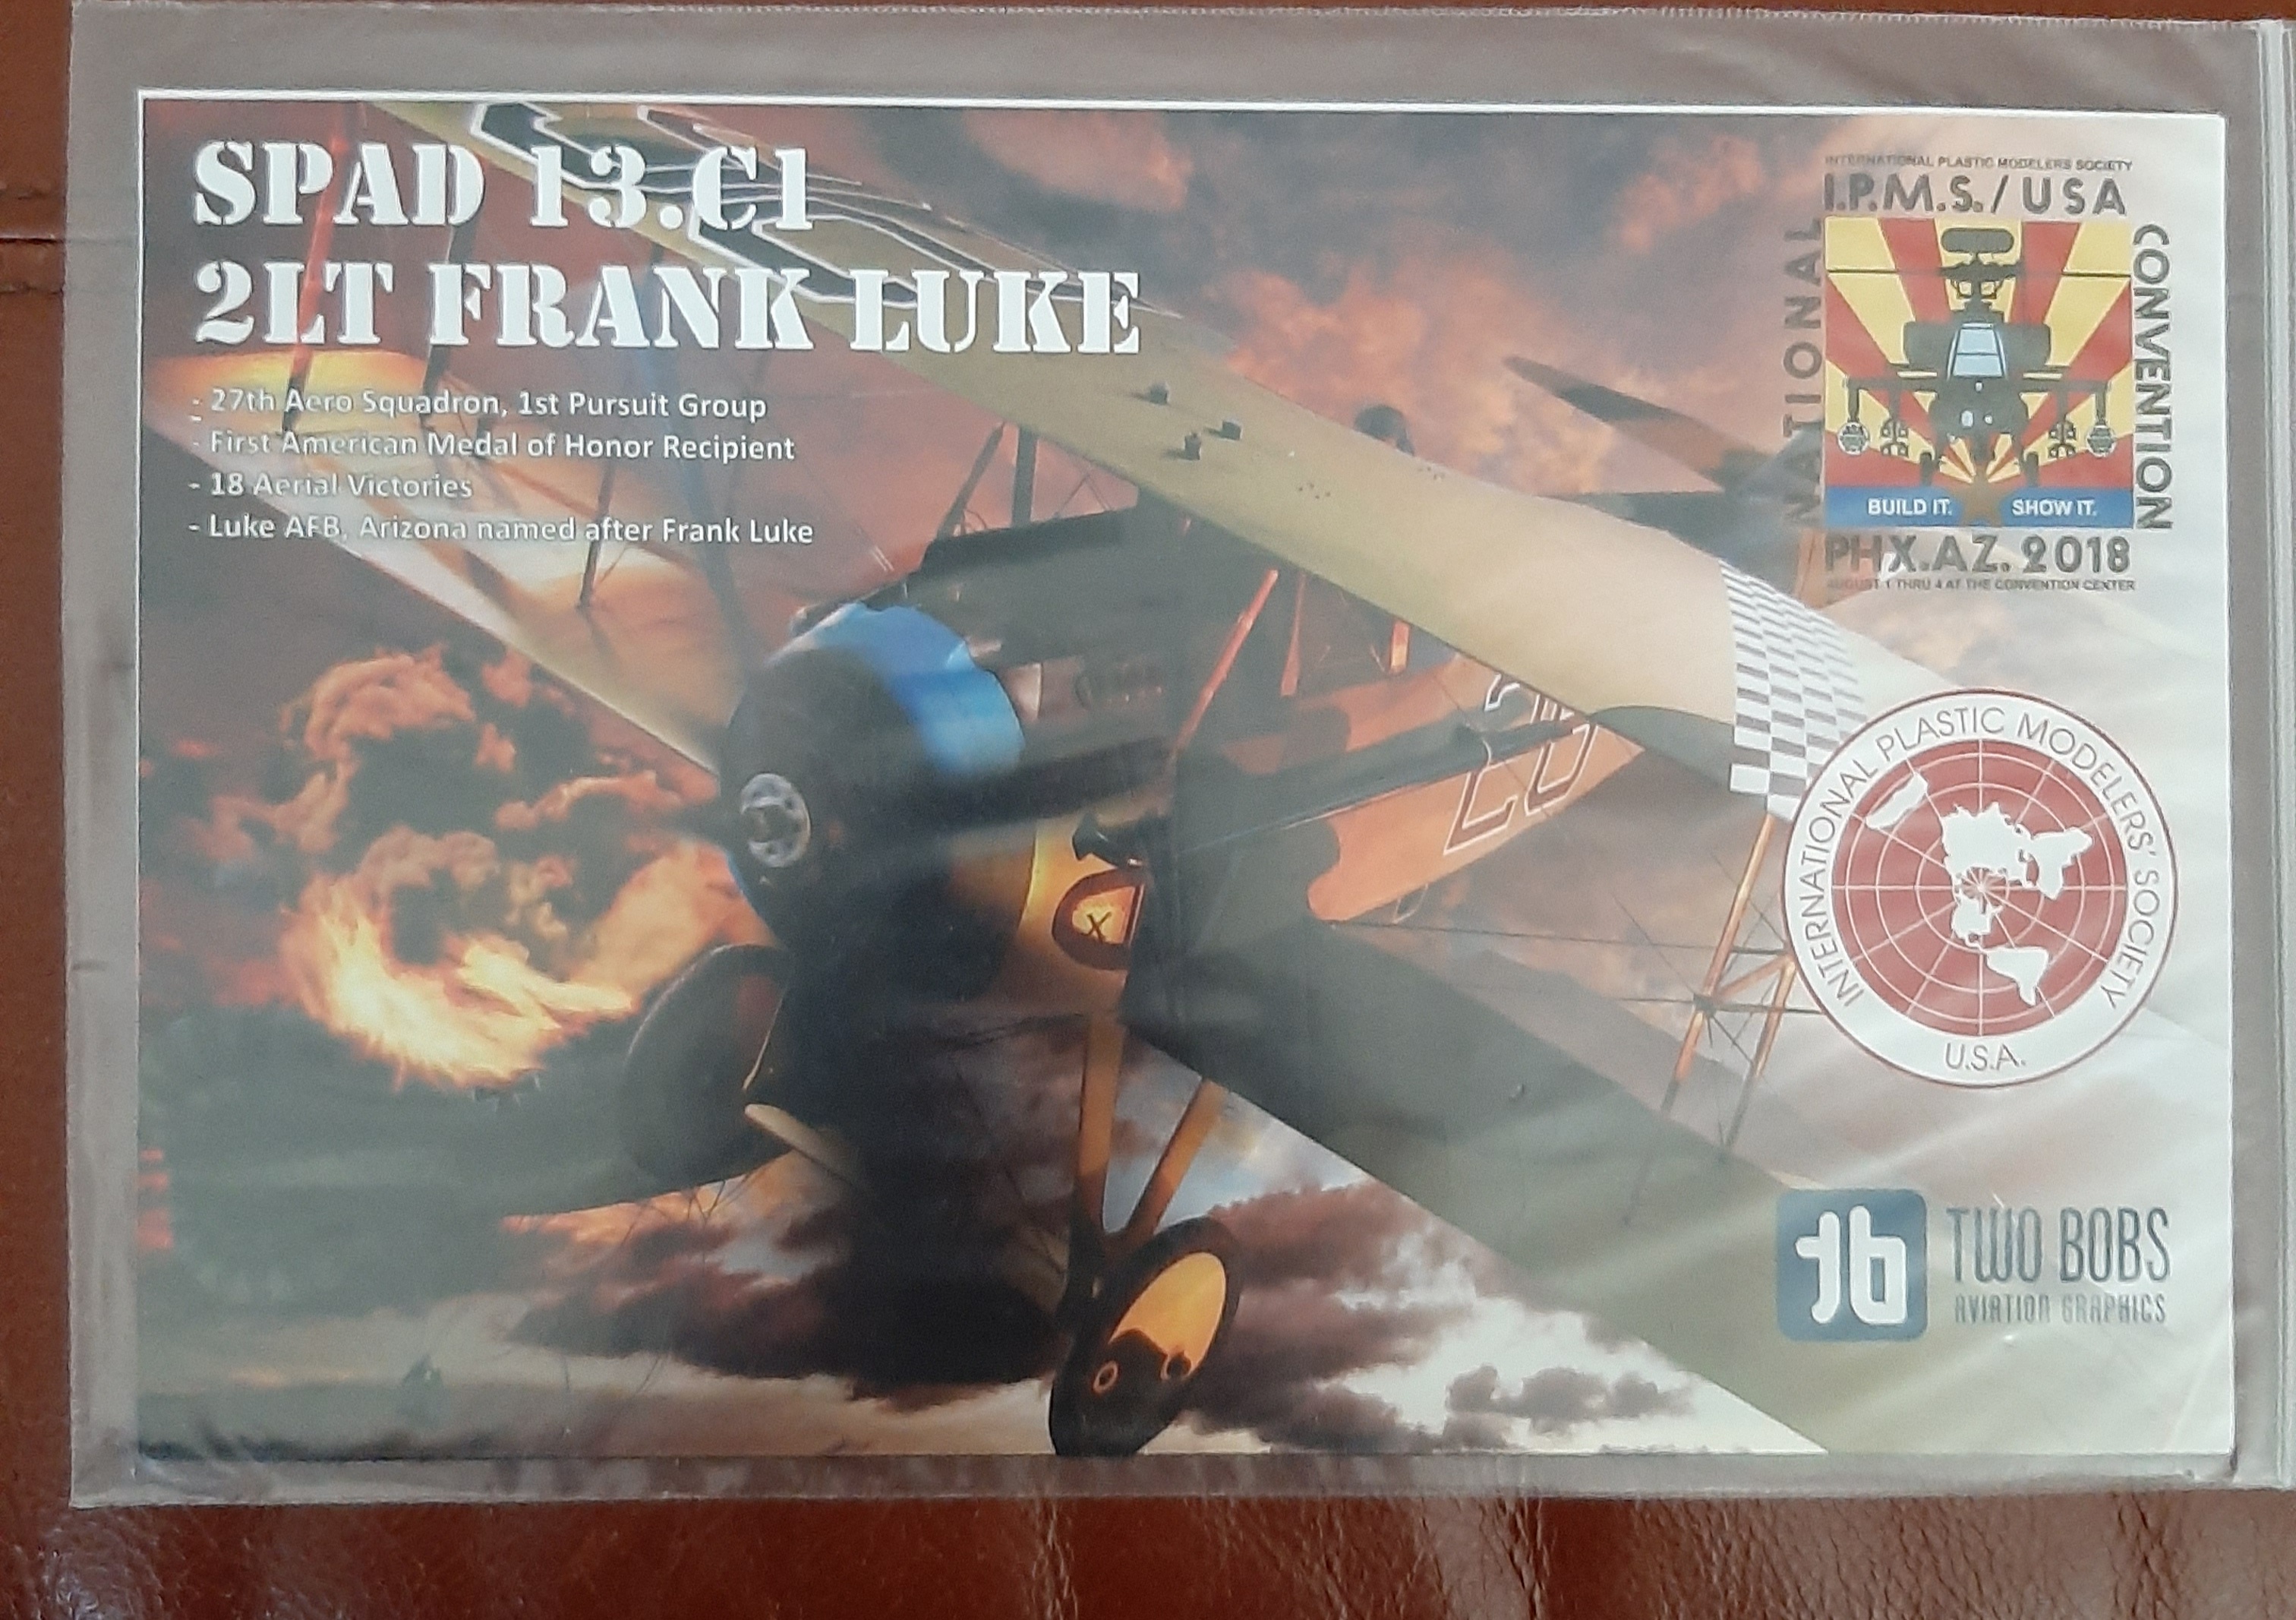 SPAD 13.C1
2LT FRANK LUKE
- 27th Aero Squadron, 1st Pursuit Group
- First American Medal of Honor Recipient
- 18 Aerial Victories
- Luke AFB, Arizona named after Frank Luke
INTERNATIONAL PLASTIC MODELERS SOCIETY
I.P.M.S./USA
NATIONAL
CONVENTION
BUILD IT. SHOW IT.
PHX.AZ.2018
AUGUST 1 THRU 4 AT THE CONVENTION CENTER
26
X
INTERNATIONAL PLASTIC MODELERS' SOCIETY
U.S.A.
tb
TWO BOBS
AVIATION GRAPHICS